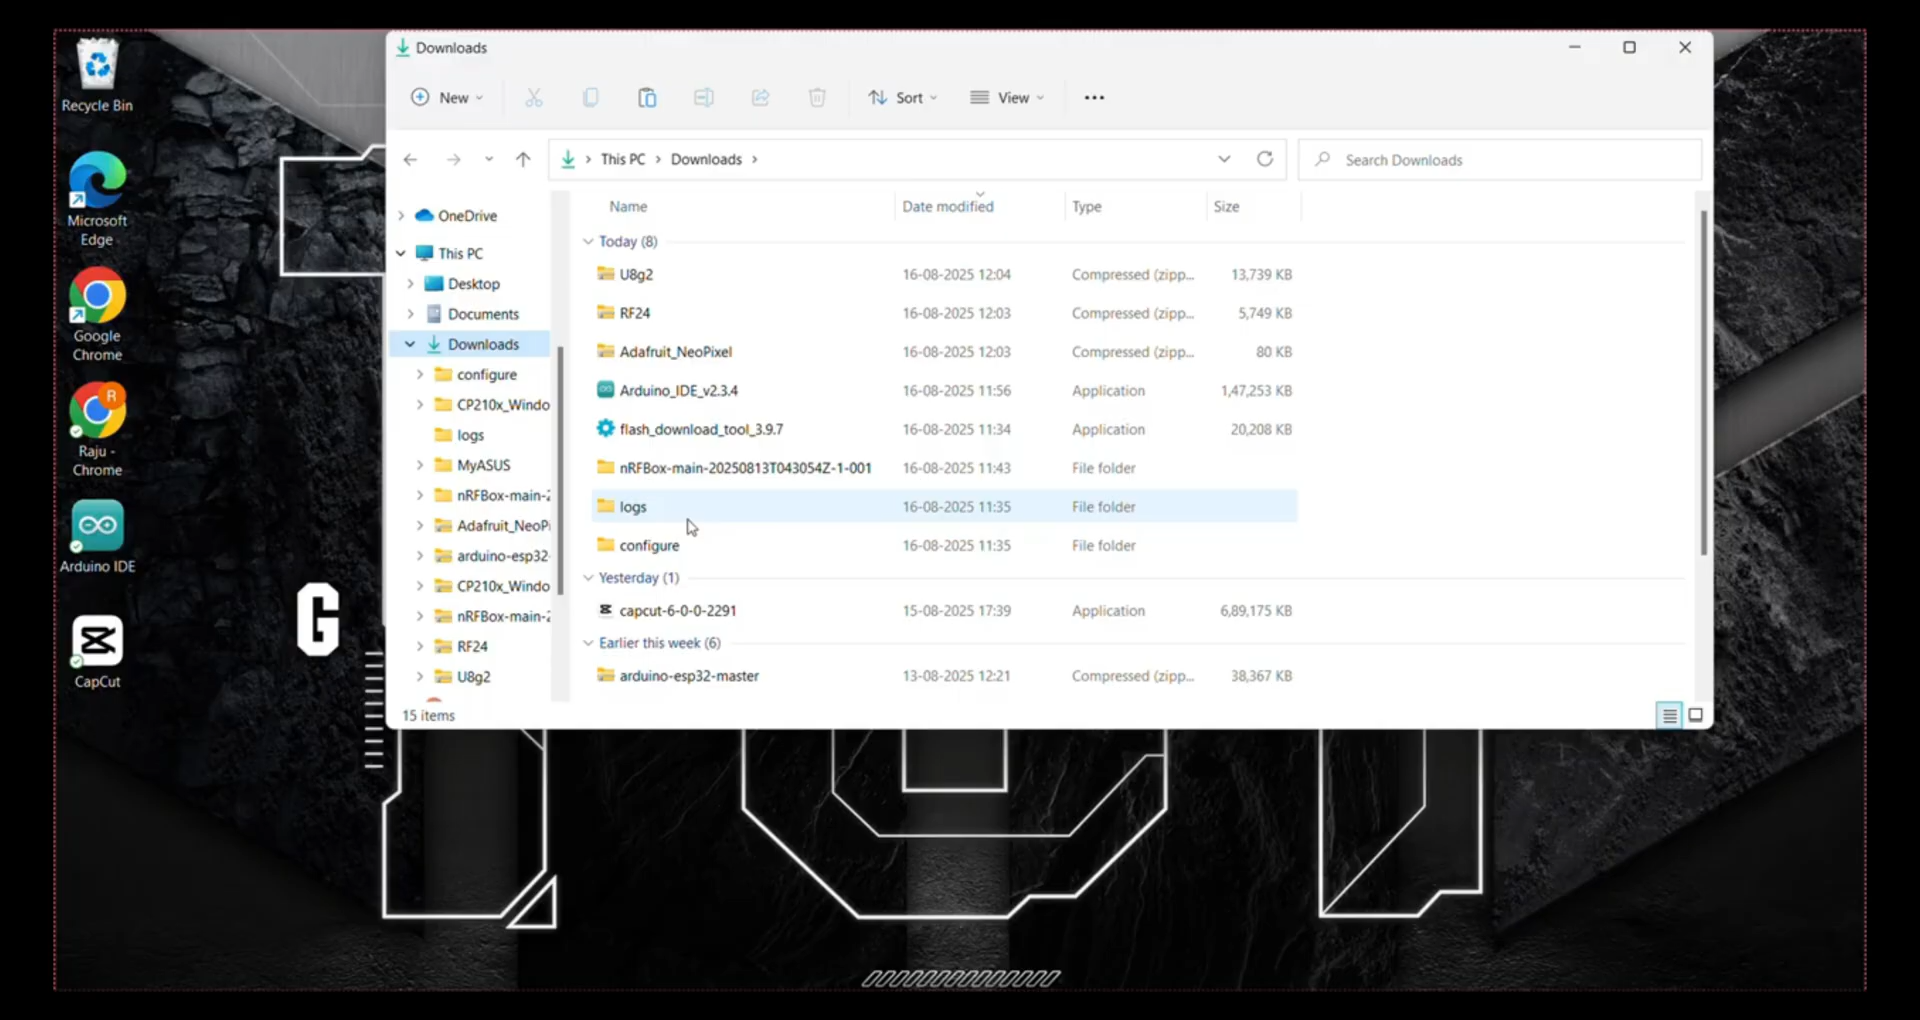 Downloads
New
Sort
View
This PC
Downloads
Search Downloads
Recycle Bin
Microsoft
Edge
Google
Chrome
R
Raju -
Chrome
Arduino IDE
CapCut
OneDrive
This PC
Desktop
Documents
Downloads
configure
CP210x_Windo
logs
MyASUS
nRFBox-main-2
Adafruit_NeoPi
arduino-esp32-
CP210x_Windo
nRFBox-main-2
RF24
U8g2
Name Date modified Type Size
Today (8)
U8g2 16-08-2025 12:04 Compressed (zipp... 13,739 KB
RF24 16-08-2025 12:03 Compressed (zipp... 5,749 KB
Adafruit_NeoPixel 16-08-2025 12:03 Compressed (zipp... 80 KB
Arduino_IDE_v2.3.4 16-08-2025 11:56 Application 1,47,253 KB
flash_download_tool_3.9.7 16-08-2025 11:34 Application 20,208 KB
nRFBox-main-20250813T043054Z-1-001 16-08-2025 11:43 File folder
logs 16-08-2025 11:35 File folder
configure 16-08-2025 11:35 File folder
Yesterday (1)
capcut-6-0-0-2291 15-08-2025 17:39 Application 6,89,175 KB
Earlier this week (6)
arduino-esp32-master 13-08-2025 12:21 Compressed (zipp... 38,367 KB
15 items
G